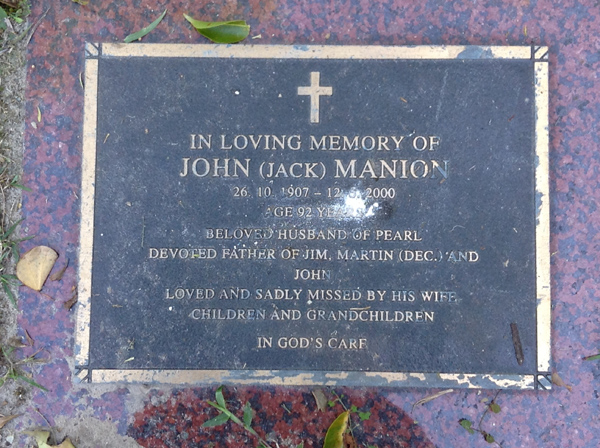 IN LOVING MEMORY OF
JOHN (JACK) MANION
26. 10. 1907 – 2000
AGE 92
BELOVED HUSBAND OF PEARL
DEVOTED FATHER OF JIM, MARTIN (DEC.) AND
JOHN
LOVED AND SADLY MISSED BY HIS WIFE
CHILDREN AND GRANDCHILDREN
IN GOD'S CARE